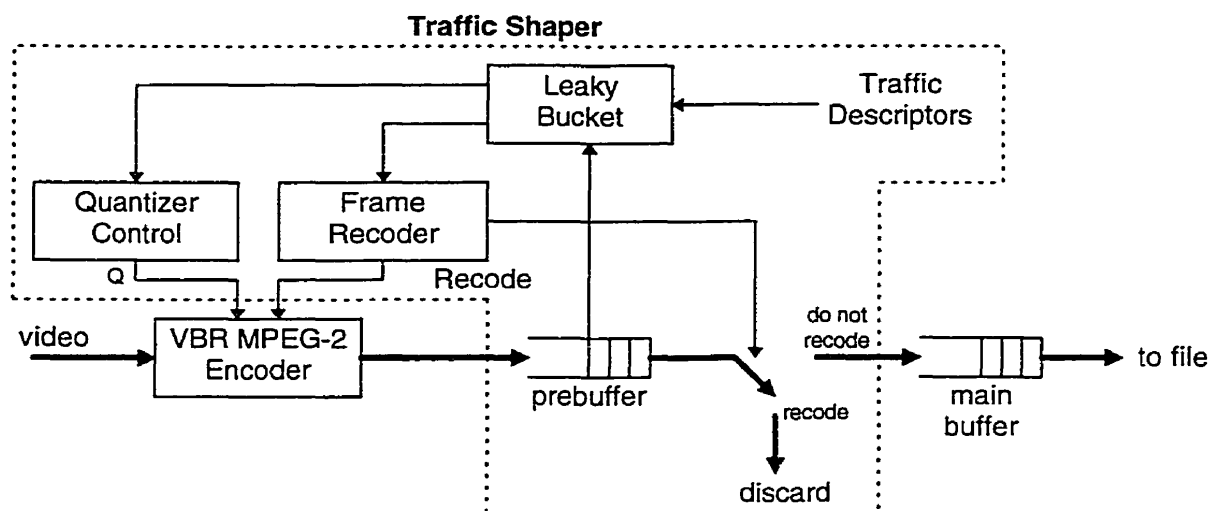 Traffic Shaper
Leaky
Bucket
Traffic
Descriptors
Quantizer
Control
Frame
Recoder
Q
Recode
video
VBR MPEG-2
Encoder
prebuffer
do not
recode
recode
discard
main
buffer
to file